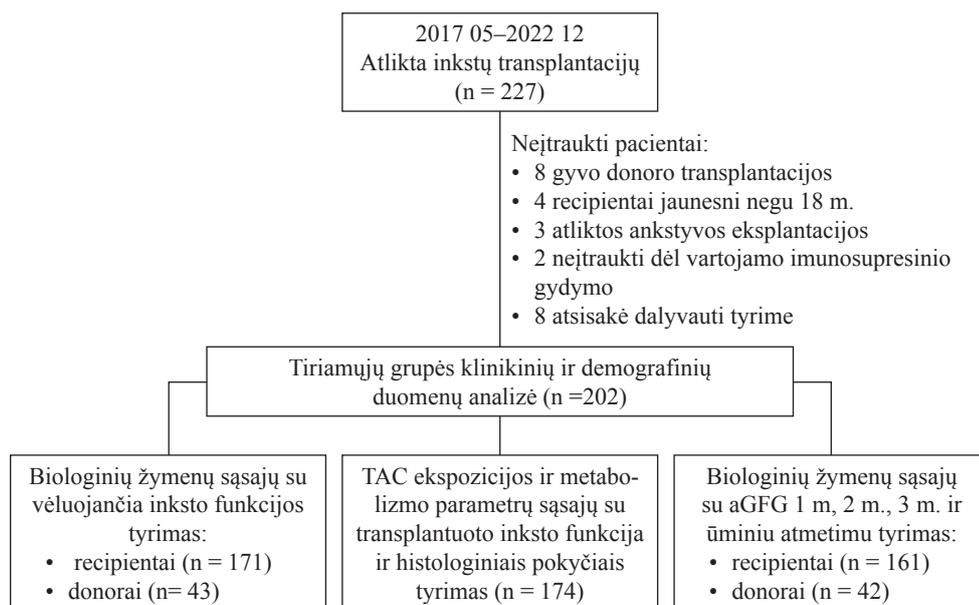 2017 05–2022 12
Atlikta inkstų transplantacijų
(n = 227)
Neįtraukti pacientai:
• 8 gyvo donoro transplantacijos
• 4 recipientai jaunesni negu 18 m.
• 3 atliktos ankstyvos eksplantacijos
• 2 neįtraukti dėl vartojamo imunosupresinio
gydymo
• 8 atsisakė dalyvauti tyrime
Tiriamųjų grupės klinikinių ir demografinių
duomenų analizė (n =202)
Biologinių žymenų sąsajų su
vėluojančia inksto funkcijos
tyrimas:
• recipientai (n = 171)
• donorai (n= 43)
TAC ekspozicijos ir metabo-
lizmo parametrų sąsajų su
transplantuoto inksto funkcija
ir histologiniais pokyčiais
tyrimas (n = 174)
Biologinių žymenų sąsajų
su aGFG 1 m, 2 m., 3 m. ir
ūminiu atmetimu tyrimas:
• recipientai (n = 161)
• donorai (n = 42)